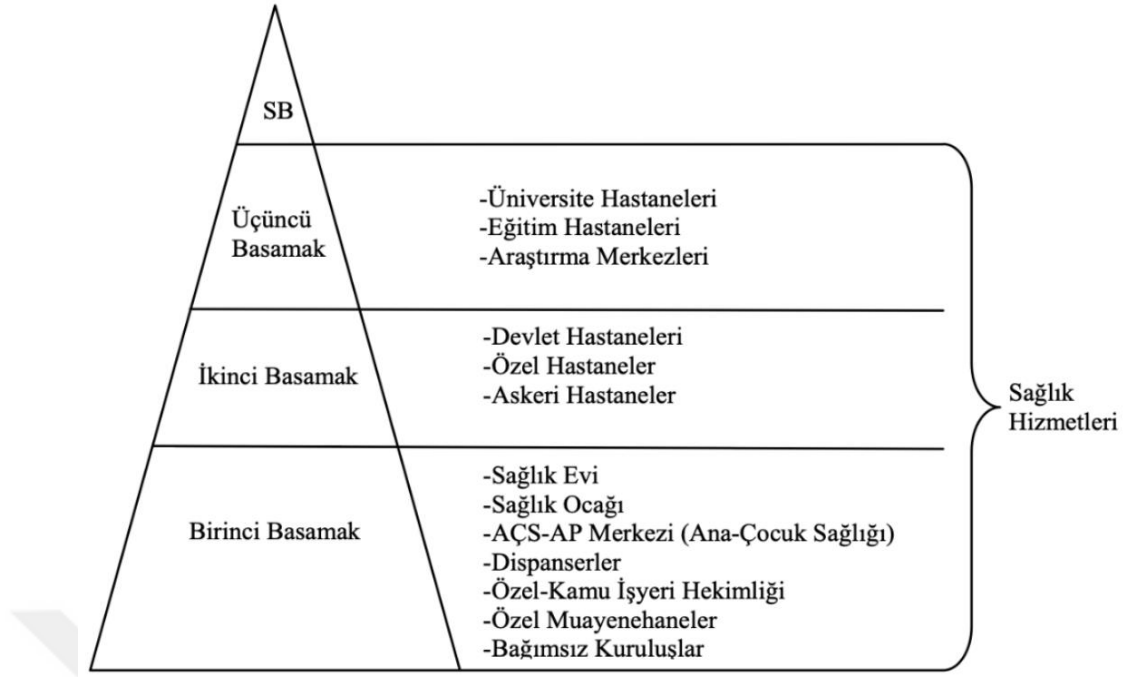 SB
Üçüncü
Basamak
-Üniversite Hastaneleri
-Eğitim Hastaneleri
-Araştırma Merkezleri
İkinci Basamak
-Devlet Hastaneleri
-Özel Hastaneler
-Askeri Hastaneler
Sağlık
Hizmetleri
Birinci Basamak
-Sağlık Evi
-Sağlık Ocağı
-AÇS-AP Merkezi (Ana-Çocuk Sağlığı)
-Dispanserler
-Özel-Kamu İşyeri Hekimliği
-Özel Muayenehaneler
-Bağımsız Kuruluşlar